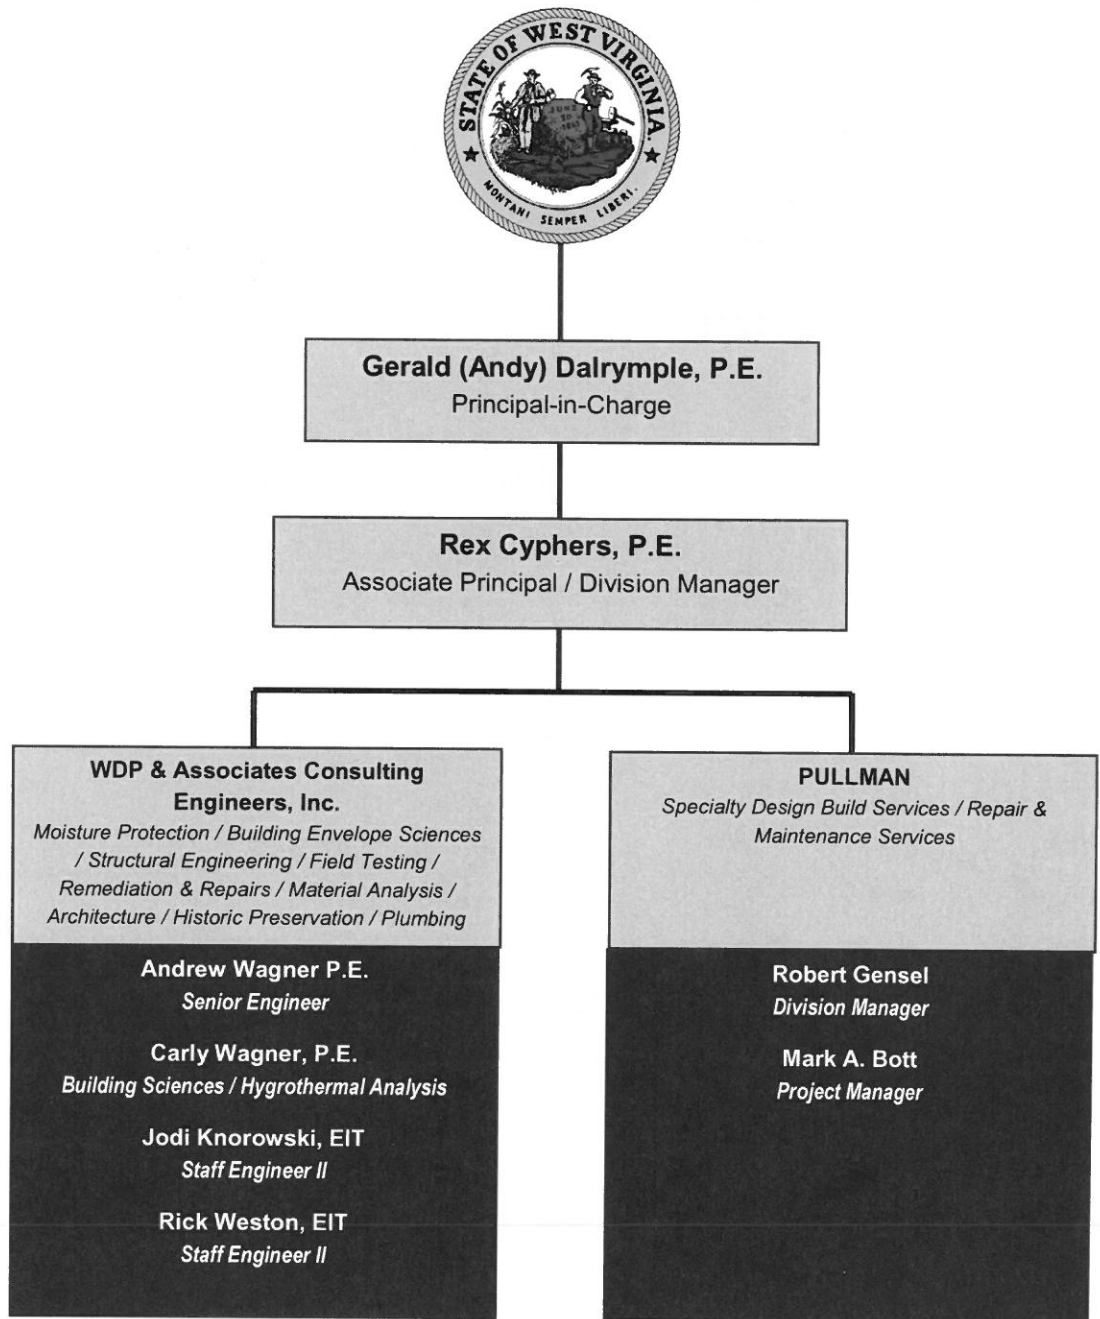 STATE OF WEST VIRGINIA.
JUNE
20
1863
MONTANI SEMPER LIBERI.
Gerald (Andy) Dalrymple, P.E.
Principal-in-Charge
Rex Cyphers, P.E.
Associate Principal / Division Manager
WDP & Associates Consulting
Engineers, Inc.
Moisture Protection / Building Envelope Sciences
/ Structural Engineering / Field Testing /
Remediation & Repairs / Material Analysis /
Architecture / Historic Preservation / Plumbing
Andrew Wagner P.E.
Senior Engineer
Carly Wagner, P.E.
Building Sciences / Hygrothermal Analysis
Jodi Knorowski, EIT
Staff Engineer II
Rick Weston, EIT
Staff Engineer II
PULLMAN
Specialty Design Build Services / Repair &
Maintenance Services
Robert Gensel
Division Manager
Mark A. Bott
Project Manager